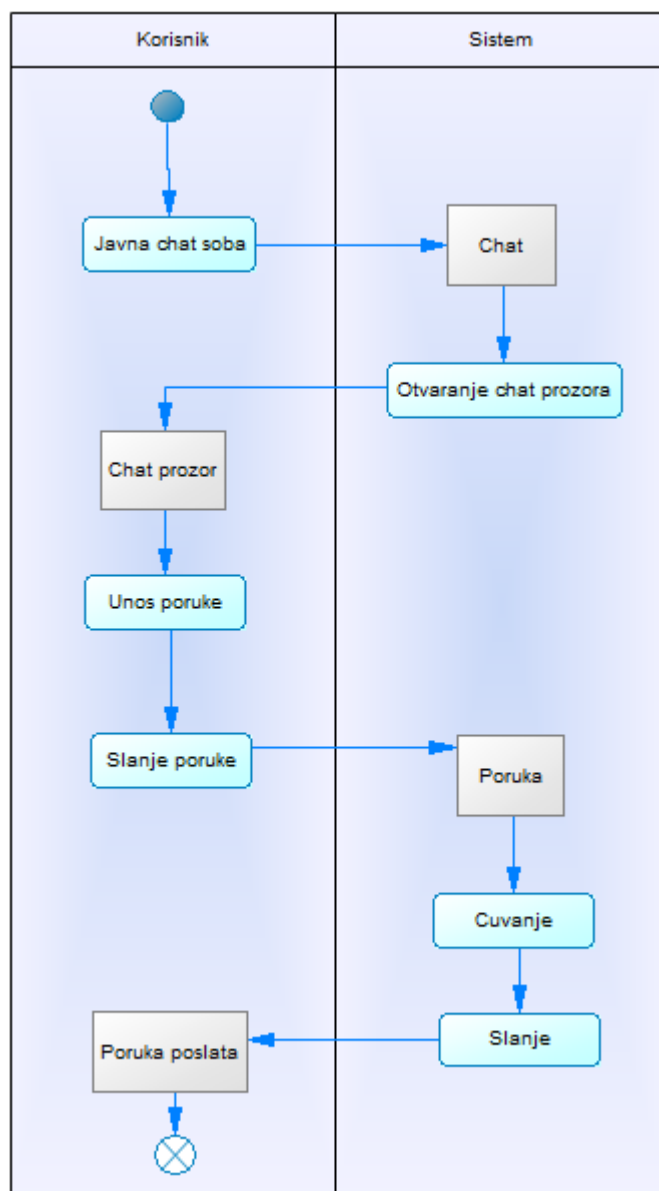 Korisnik
Sistem
Javna chat soba
Chat
Otvaranje chat prozora
Chat prozor
Unos poruke
Slanje poruke
Poruka
Cuvanje
Slanje
Poruka poslata